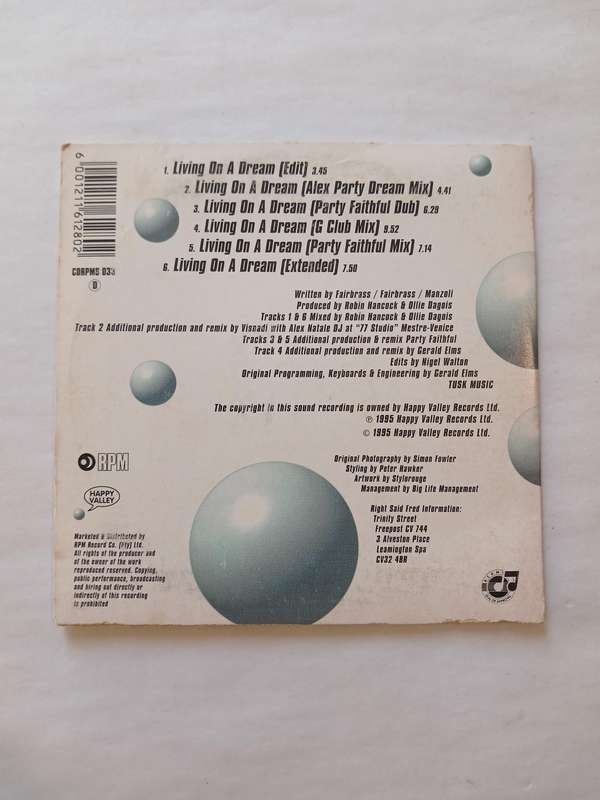 6 001211 612802
CDRPMS 033
D
1. Living On A Dream [Edit] 3.45
2. Living On A Dream [Alex Party Dream Mix] 4.41
3. Living On A Dream [Party Faithful Dub] 6.29
4. Living On A Dream [G Club Mix] 9.52
5. Living On A Dream [Party Faithful Mix] 7.14
6. Living On A Dream [Extended] 7.50
Written by Fairbrass / Fairbrass / Manzoli
Produced by Robin Hancock & Ollie Dagois
Tracks 1 & 6 Mixed by Robin Hancock & Ollie Dagois
Track 2 Additional production and remix by Visnadi with Alex Natale DJ at "77 Studio" Mestre-Venice
Tracks 3 & 5 Additional production & remix Party Faithful
Track 4 Additional production and remix by Gerald Elms
Edits by Nigel Walton
Original Programming, Keyboards & Engineering by Gerald Elms
TUSK MUSIC
The copyright in this sound recording is owned by Happy Valley Records Ltd.
℗ 1995 Happy Valley Records Ltd.
© 1995 Happy Valley Records Ltd.
RPM
HAPPY
VALLEY
Marketed & Distributed by
RPM Record Co. (Pty) Ltd.
All rights of the producer and
of the owner of the work
reproduced reserved. Copying,
public performance, broadcasting
and hiring out directly or
indirectly of this recording
is prohibited
Original Photography by Simon Fowler
Styling by Peter Hawker
Artwork by Stylorouge
Management by Big Life Management
Right Said Fred Information:
Trinity Street
Freepost CV 744
3 Alveston Place
Leamington Spa
CV32 4BR